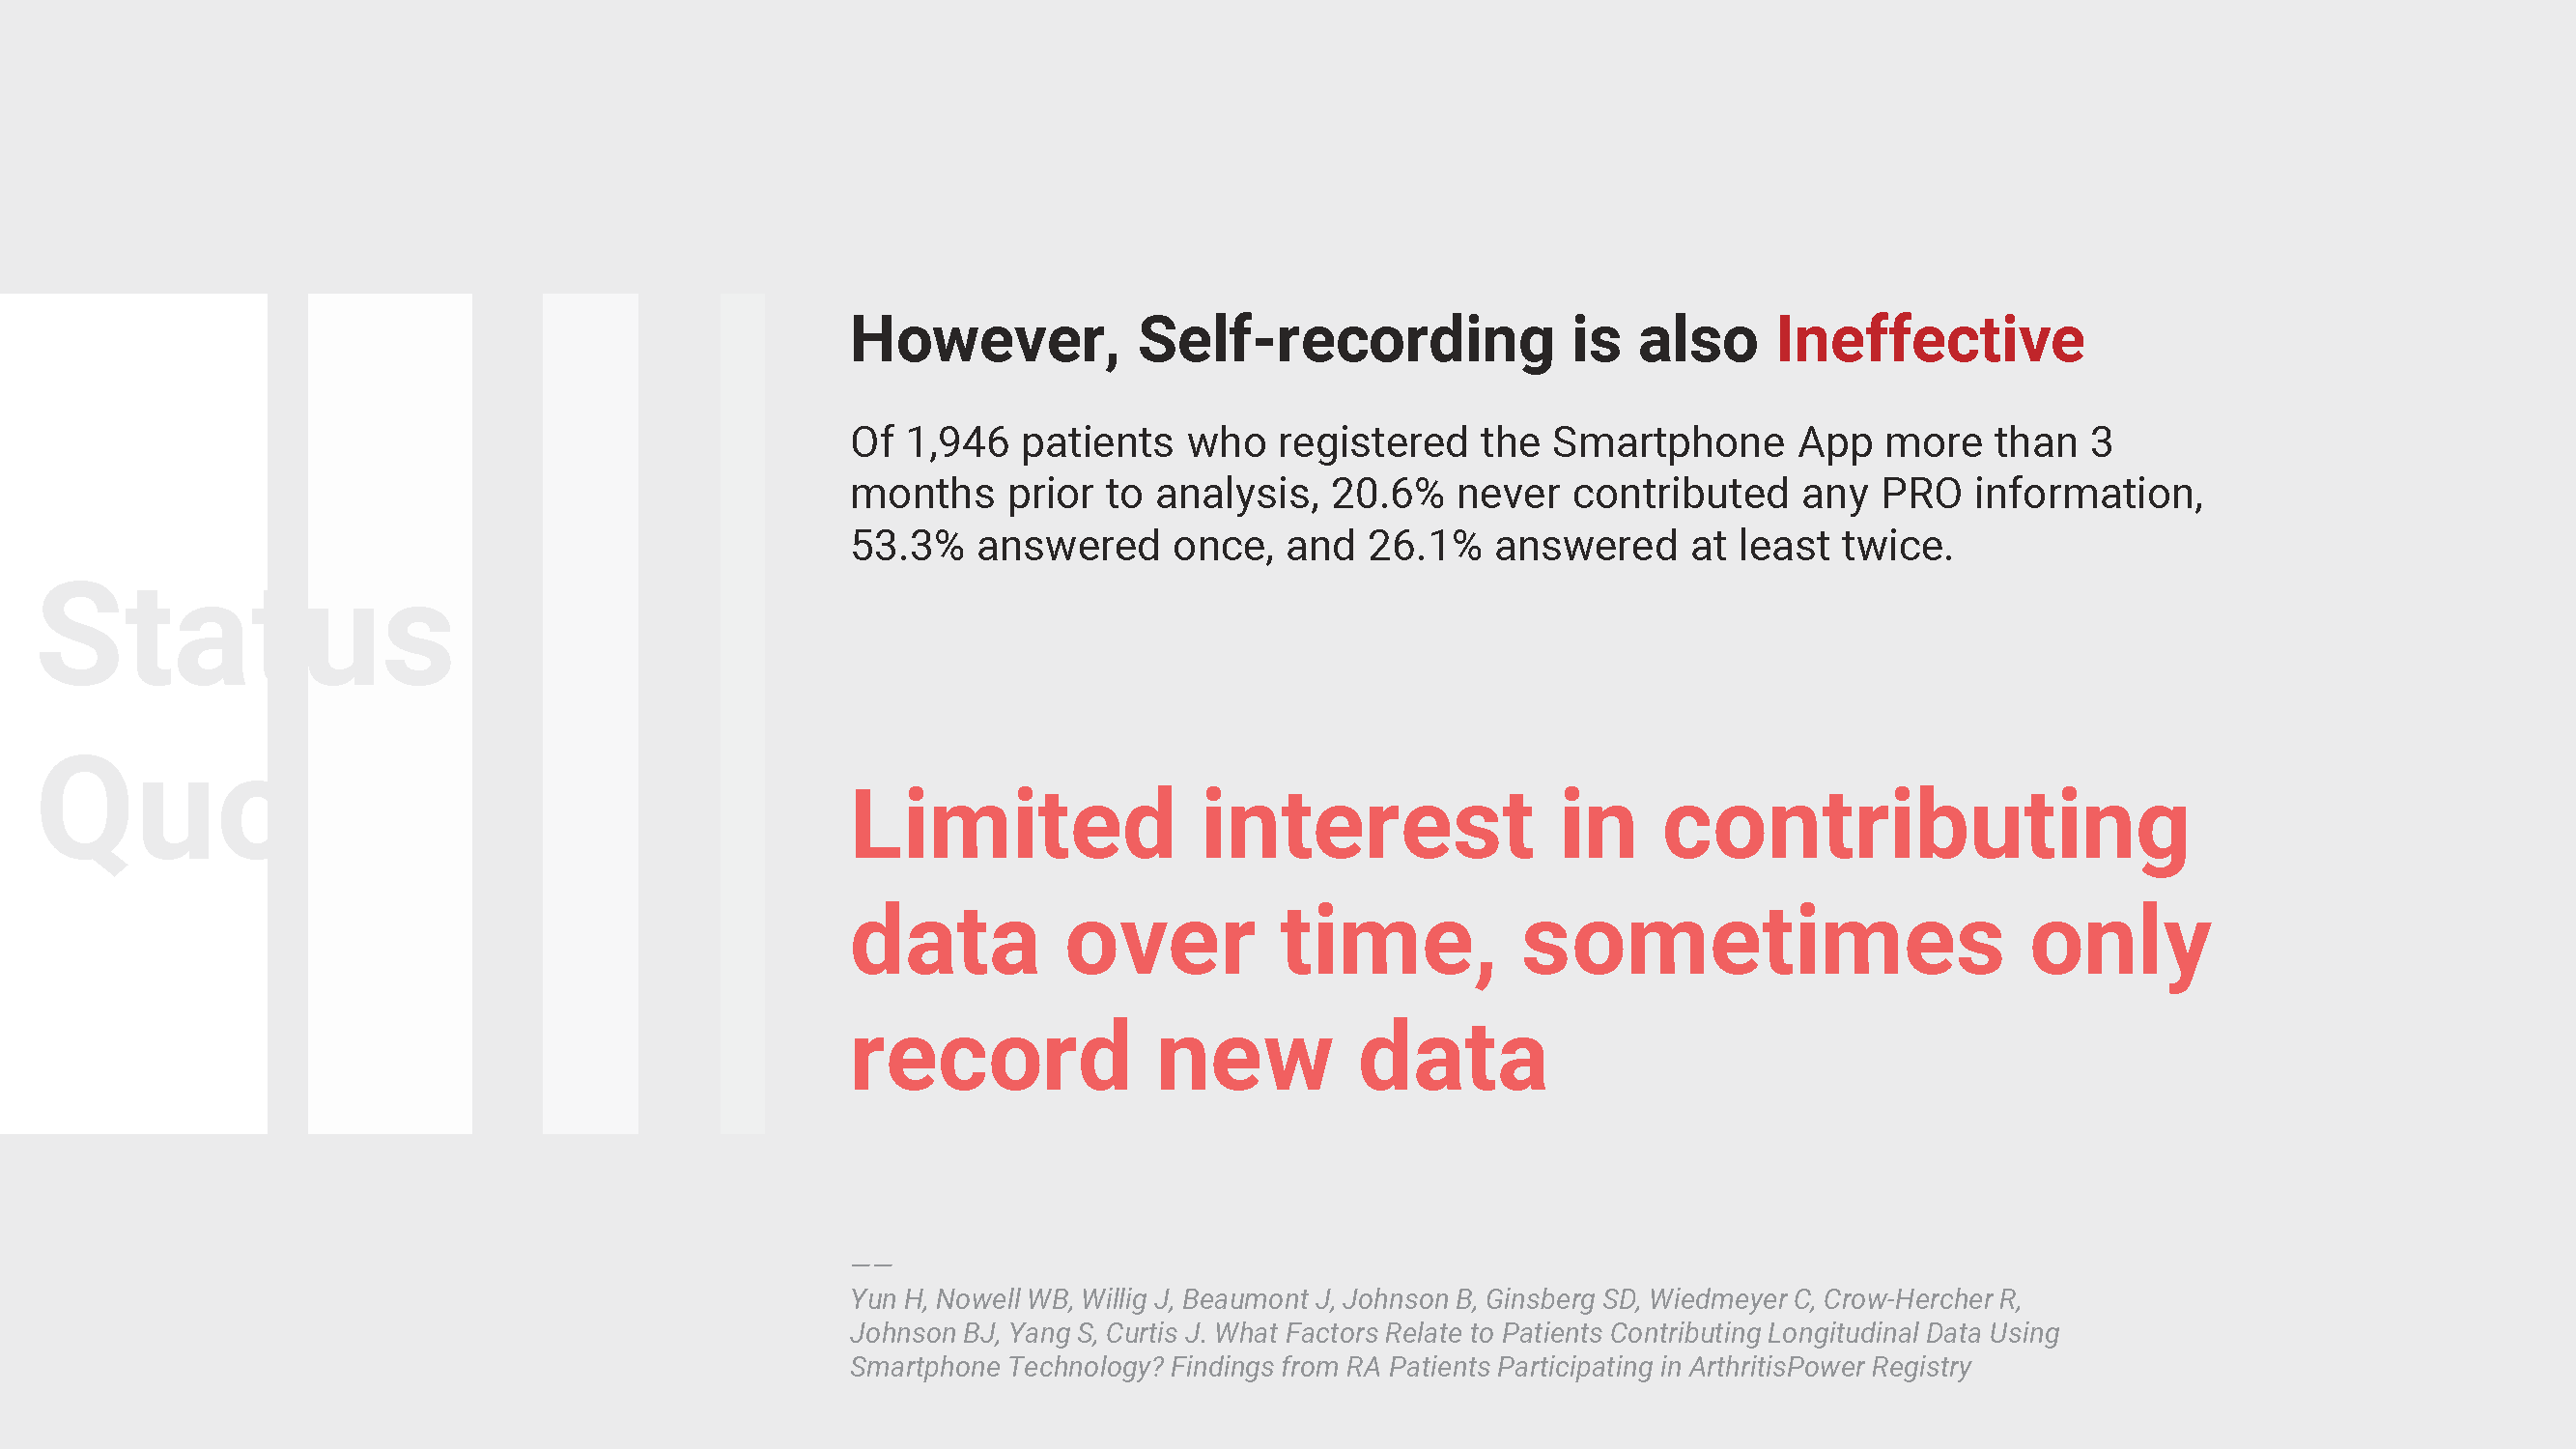 Status
Quo
However, Self-recording is also Ineffective
Of 1,946 patients who registered the Smartphone App more than 3
months prior to analysis, 20.6% never contributed any PRO information,
53.3% answered once, and 26.1% answered at least twice.
Limited interest in contributing
data over time, sometimes only
record new data
——
Yun H, Nowell WB, Willig J, Beaumont J, Johnson B, Ginsberg SD, Wiedmeyer C, Crow-Hercher R,
Johnson BJ, Yang S, Curtis J. What Factors Relate to Patients Contributing Longitudinal Data Using
Smartphone Technology? Findings from RA Patients Participating in ArthritisPower Registry